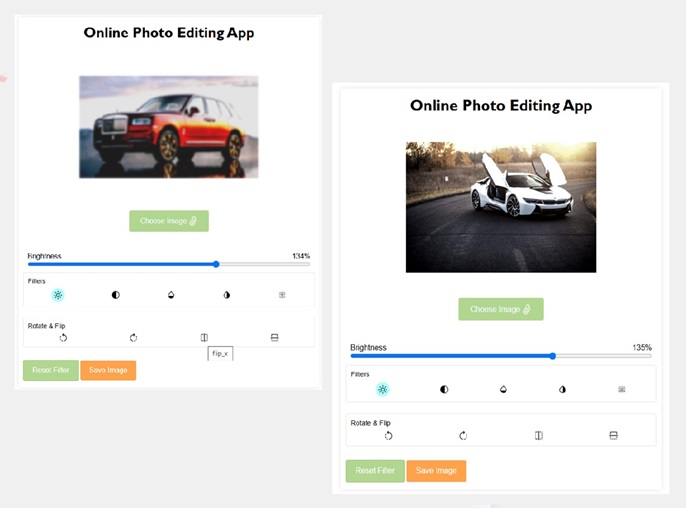 Online Photo Editing App
Choose Image
Brightness 134%
Filters
Rotate & Flip
flip_x
Reset Filter Save Image
Online Photo Editing App
Choose Image
Brightness 135%
Filters
Rotate & Flip
Reset Filter Save Image